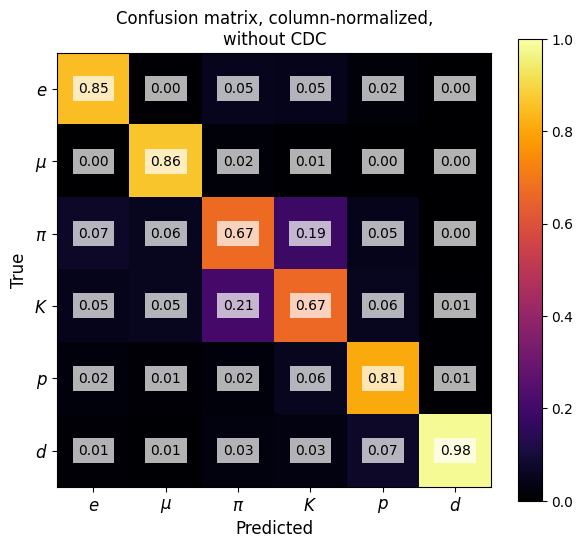 Confusion matrix, column-normalized,
without CDC
e 0.85 0.00 0.05 0.05 0.02 0.00
μ 0.00 0.86 0.02 0.01 0.00 0.00
π 0.07 0.06 0.67 0.19 0.05 0.00
K 0.05 0.05 0.21 0.67 0.06 0.01
p 0.02 0.01 0.02 0.06 0.81 0.01
d 0.01 0.01 0.03 0.03 0.07 0.98
e μ π K p d
Predicted
True
1.0
0.8
0.6
0.4
0.2
0.0